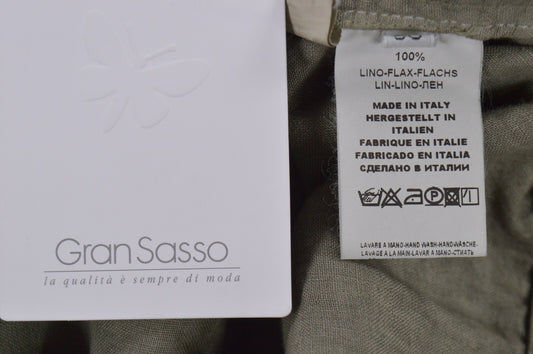 Gran Sasso
la qualità è sempre di moda
100%
LINO-FLAX-FLACHS
LIN-LINO-ЛЕН
MADE IN ITALY
HERGESTELLT IN
ITALIEN
FABRIQUE EN ITALIE
FABRICADO EN ITALIA
СДЕЛАНО В ИТАЛИИ
LAVARE A MANO-HAND WASH-HANDWÄSCHE-
LAVAGE A LA MAIN-LAVAR A MANO-СТИАТЬ